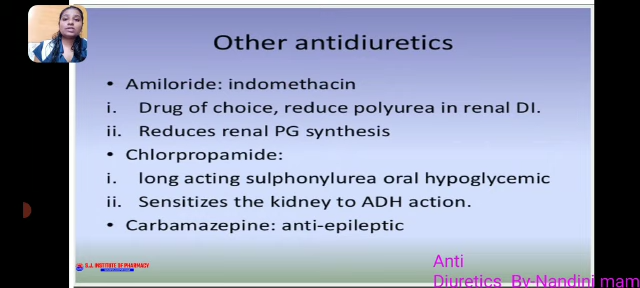 Other antidiuretics
• Amiloride: indomethacin
i. Drug of choice, reduce polyurea in renal DI.
ii. Reduces renal PG synthesis
• Chlorpropamide:
i. long acting sulphonylurea oral hypoglycemic
ii. Sensitizes the kidney to ADH action.
• Carbamazepine: anti-epileptic
S.J. INSTITUTE OF PHARMACY
Anti
Diuretics By-Nandini mam